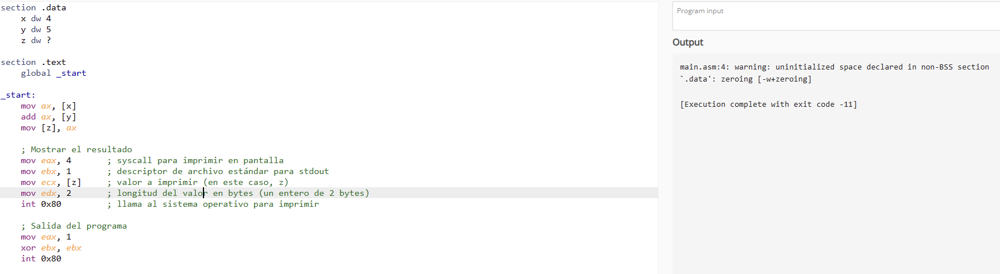 section .data
    x dw 4
    y dw 5
    z dw ?
section .text
    global _start
_start:
    mov ax, [x]
    add ax, [y]
    mov [z], ax
    ; Mostrar el resultado
    mov eax, 4       ; syscall para imprimir en pantalla
    mov ebx, 1       ; descriptor de archivo estándar para stdout
    mov ecx, [z]     ; valor a imprimir (en este caso, z)
    mov edx, 2       ; longitud del valor en bytes (un entero de 2 bytes)
    int 0x80         ; llama al sistema operativo para imprimir
    ; Salida del programa
    mov eax, 1
    xor ebx, ebx
    int 0x80
Program input
Output
main.asm:4: warning: uninitialized space declared in non-BSS section
`.data': zeroing [-w+zeroing]
[Execution complete with exit code -11]